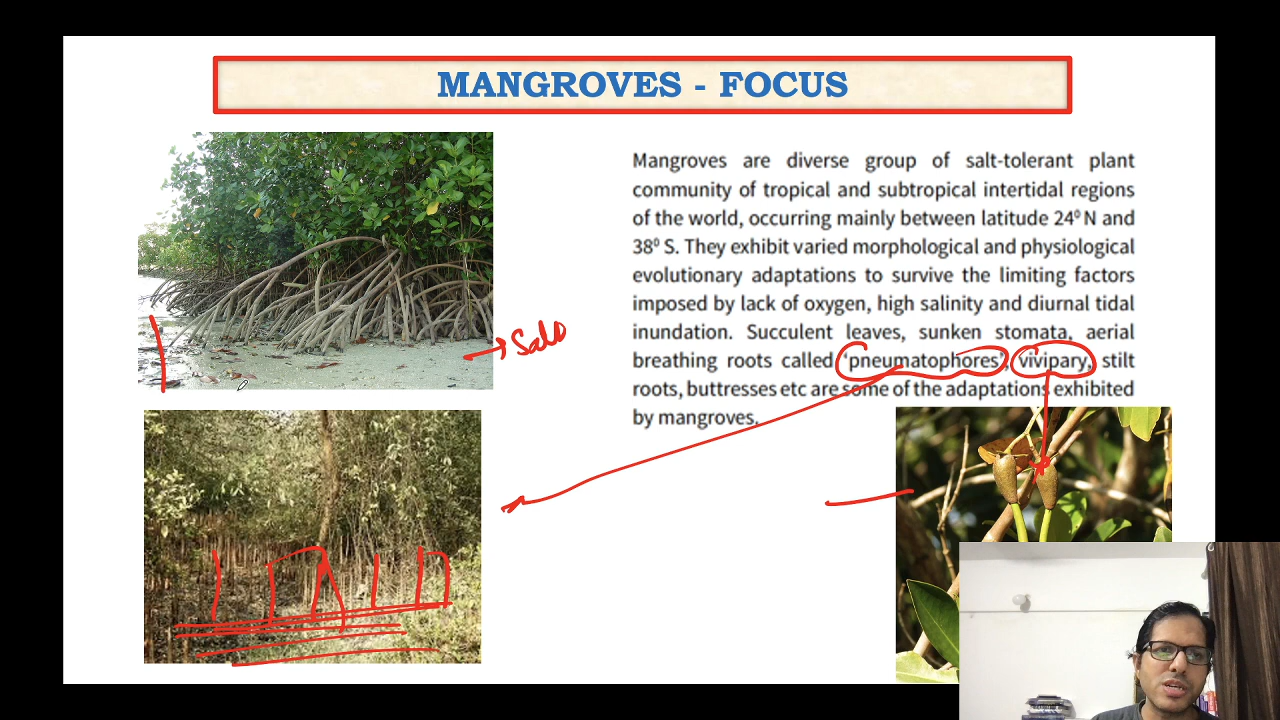 MANGROVES - FOCUS
Mangroves are diverse group of salt-tolerant plant
community of tropical and subtropical intertidal regions
of the world, occurring mainly between latitude 24⁰ N and
38⁰ S. They exhibit varied morphological and physiological
evolutionary adaptations to survive the limiting factors
imposed by lack of oxygen, high salinity and diurnal tidal
inundation. Succulent leaves, sunken stomata, aerial
breathing roots called 'pneumatophores', vivipary, stilt
roots, buttresses etc are some of the adaptations exhibited
by mangroves.